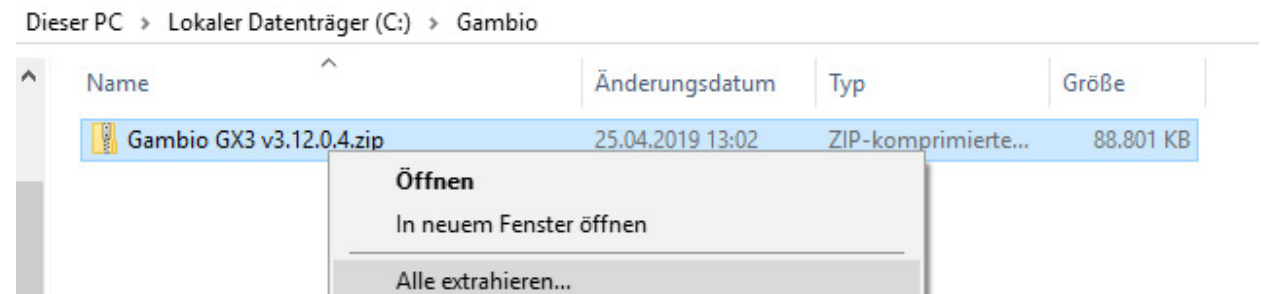 Dieser PC > Lokaler Datenträger (C:) > Gambio
Name Änderungsdatum Typ Größe
Gambio GX3 v3.12.0.4.zip 25.04.2019 13:02 ZIP-komprimierte... 88.801 KB
Öffnen
In neuem Fenster öffnen
Alle extrahieren...